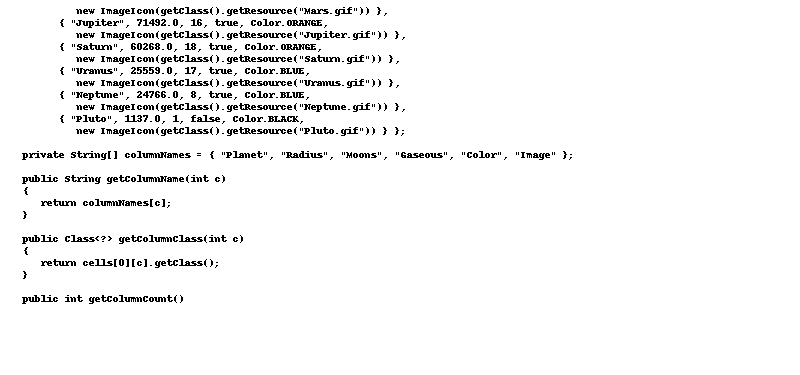 new ImageIcon(getClass().getResource("Mars.gif")) },
{ "Jupiter", 71492.0, 16, true, Color.ORANGE,
new ImageIcon(getClass().getResource("Jupiter.gif")) },
{ "Saturn", 60268.0, 18, true, Color.ORANGE,
new ImageIcon(getClass().getResource("Saturn.gif")) },
{ "Uranus", 25559.0, 17, true, Color.BLUE,
new ImageIcon(getClass().getResource("Uranus.gif")) },
{ "Neptune", 24766.0, 8, true, Color.BLUE,
new ImageIcon(getClass().getResource("Neptune.gif")) },
{ "Pluto", 1137.0, 1, false, Color.BLACK,
new ImageIcon(getClass().getResource("Pluto.gif")) } };
private String[] columnNames = { "Planet", "Radius", "Moons", "Gaseous", "Color", "Image" };
public String getColumnName(int c)
{
return columnNames[c];
}
public Class<?> getColumnClass(int c)
{
return cells[0][c].getClass();
}
public int getColumnCount()